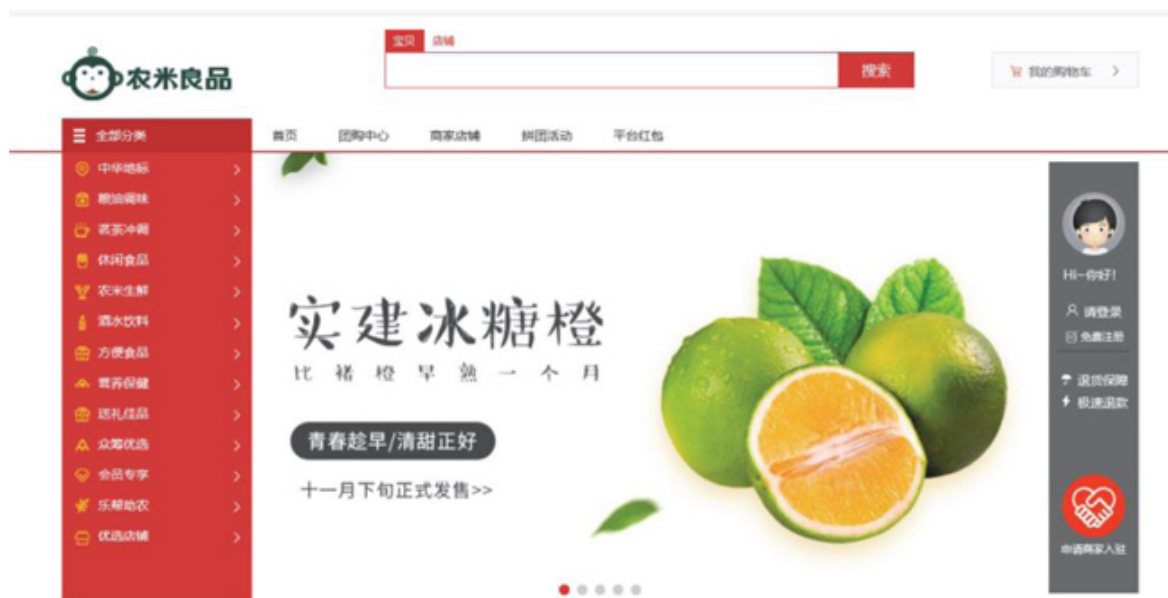 宝贝 店铺
农米良品
搜索
我的购物车
全部分类
首页 团购中心 商家店铺 拼团活动 平台红包
中华地标
粮油调味
茗茶冲调
休闲食品
农米生鲜
酒水饮料
方便食品
营养保健
送礼佳品
众筹优选
会员专享
乐帮助农
优选店铺
实建冰糖橙
比褚橙早熟一个月
青春趁早/清甜正好
十一月下旬正式发售>>
Hi~你好!
请登录
免费注册
退货保障
极速退款
申请商家入驻